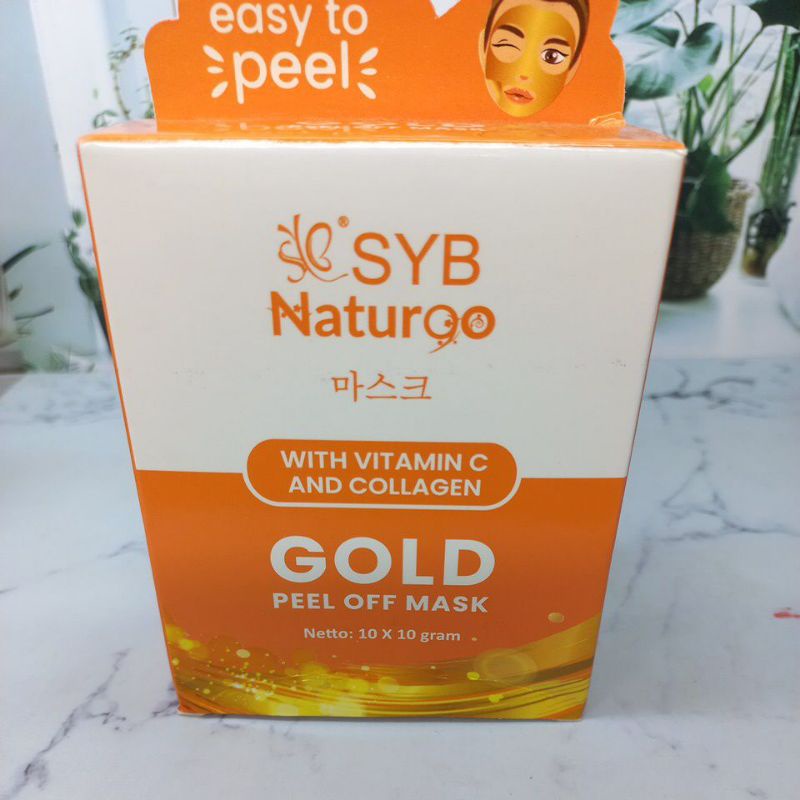 easy to
peel
SYB
Naturgo
마스크
WITH VITAMIN C
AND COLLAGEN
GOLD
PEEL OFF MASK
Netto: 10 X 10 gram